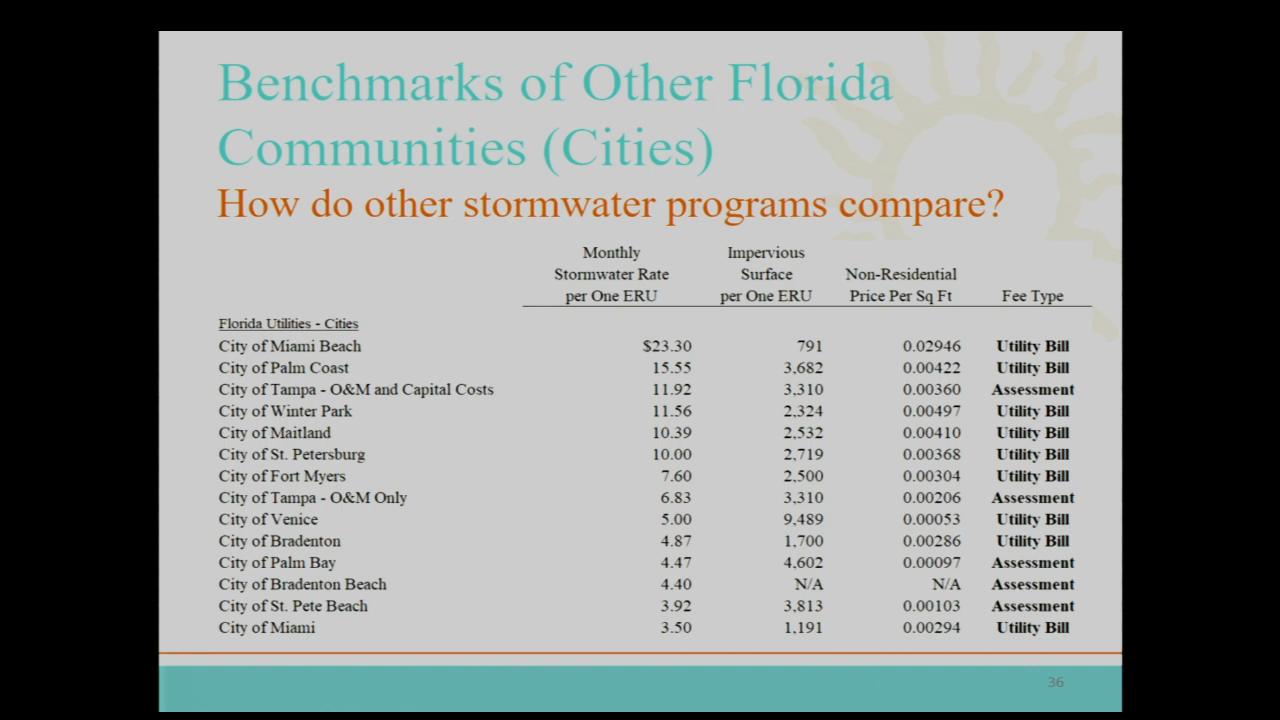 Benchmarks of Other Florida
Communities (Cities)
How do other stormwater programs compare?
Monthly Stormwater Rate per One ERU Impervious Surface per One ERU Non-Residential Price Per Sq Ft Fee Type
Florida Utilities - Cities
City of Miami Beach $23.30 791 0.02946 Utility Bill
City of Palm Coast 15.55 3,682 0.00422 Utility Bill
City of Tampa - O&M and Capital Costs 11.92 3,310 0.00360 Assessment
City of Winter Park 11.56 2,324 0.00497 Utility Bill
City of Maitland 10.39 2,532 0.00410 Utility Bill
City of St. Petersburg 10.00 2,719 0.00368 Utility Bill
City of Fort Myers 7.60 2,500 0.00304 Utility Bill
City of Tampa - O&M Only 6.83 3,310 0.00206 Assessment
City of Venice 5.00 9,489 0.00053 Utility Bill
City of Bradenton 4.87 1,700 0.00286 Utility Bill
City of Palm Bay 4.47 4,602 0.00097 Assessment
City of Bradenton Beach 4.40 N/A N/A Assessment
City of St. Pete Beach 3.92 3,813 0.00103 Assessment
City of Miami 3.50 1,191 0.00294 Utility Bill
36